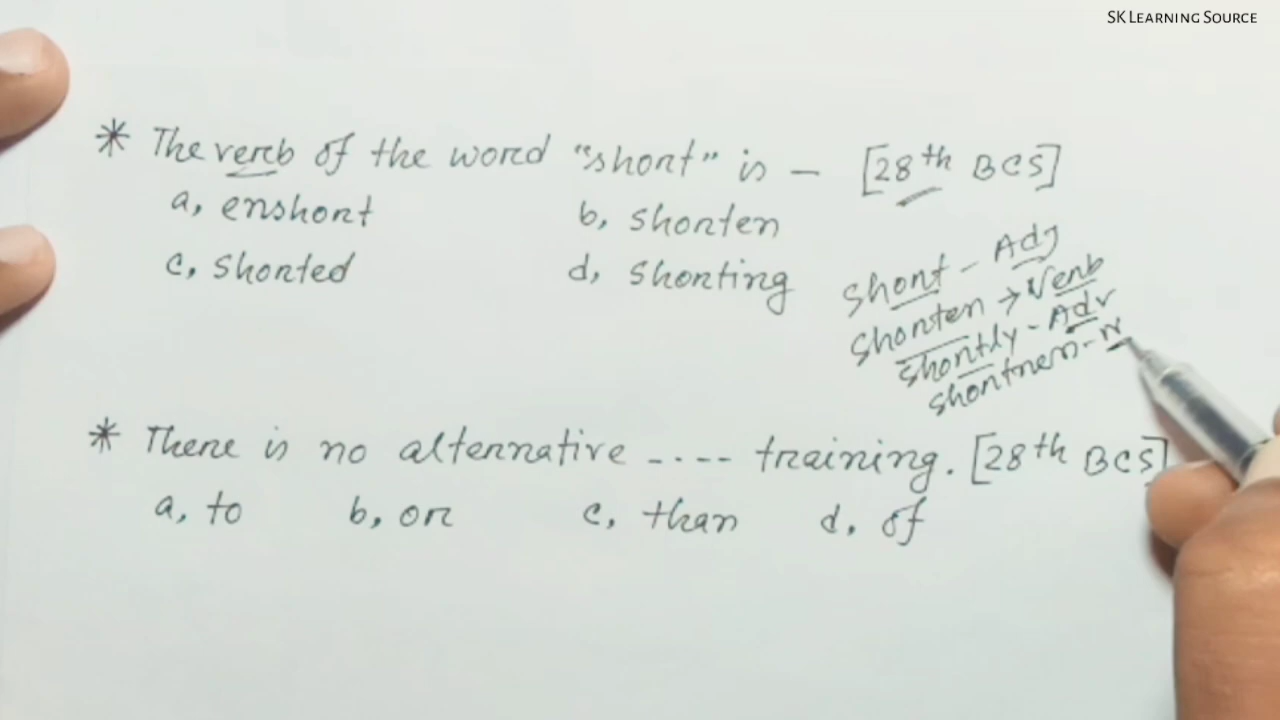 SK Learning Source
* The verb of the word "short" is — [28th BCS]
a, enshort b, shorten
c, Shorted d, Shorting
Short - Adj
Shorten → Verb
Shortly - Adv
Shortness - N
* There is no alternative ---- training. [28th BCS]
a, to b, or c, than d, of